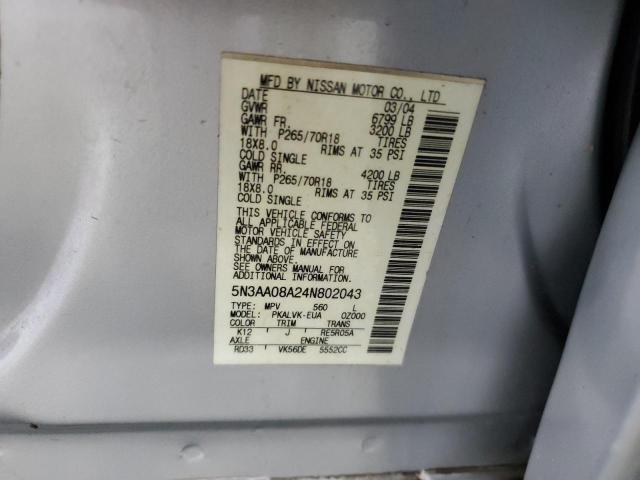 MFD BY NISSAN MOTOR CO., LTD
DATE 03/04
GVWR 6799 LB
GAWR FR. 3200 LB
WITH P265/70R18 TIRES
18X8.0 RIMS AT 35 PSI
COLD SINGLE
GAWR RR. 4200 LB
WITH P265/70R18 TIRES
18X8.0 RIMS AT 35 PSI
COLD SINGLE
THIS VEHICLE CONFORMS TO
ALL APPLICABLE FEDERAL
MOTOR VEHICLE SAFETY
STANDARDS IN EFFECT ON
THE DATE OF MANUFACTURE
SHOWN ABOVE.
SEE OWNERS MANUAL FOR
ADDITIONAL INFORMATION.
5N3AA08A24N802043
TYPE: MPV 560 L
MODEL: PKALVK-EUA 0Z000
COLOR TRIM TRANS
K12 J RE5R05A
AXLE ENGINE
RD33 VK56DE 5552CC